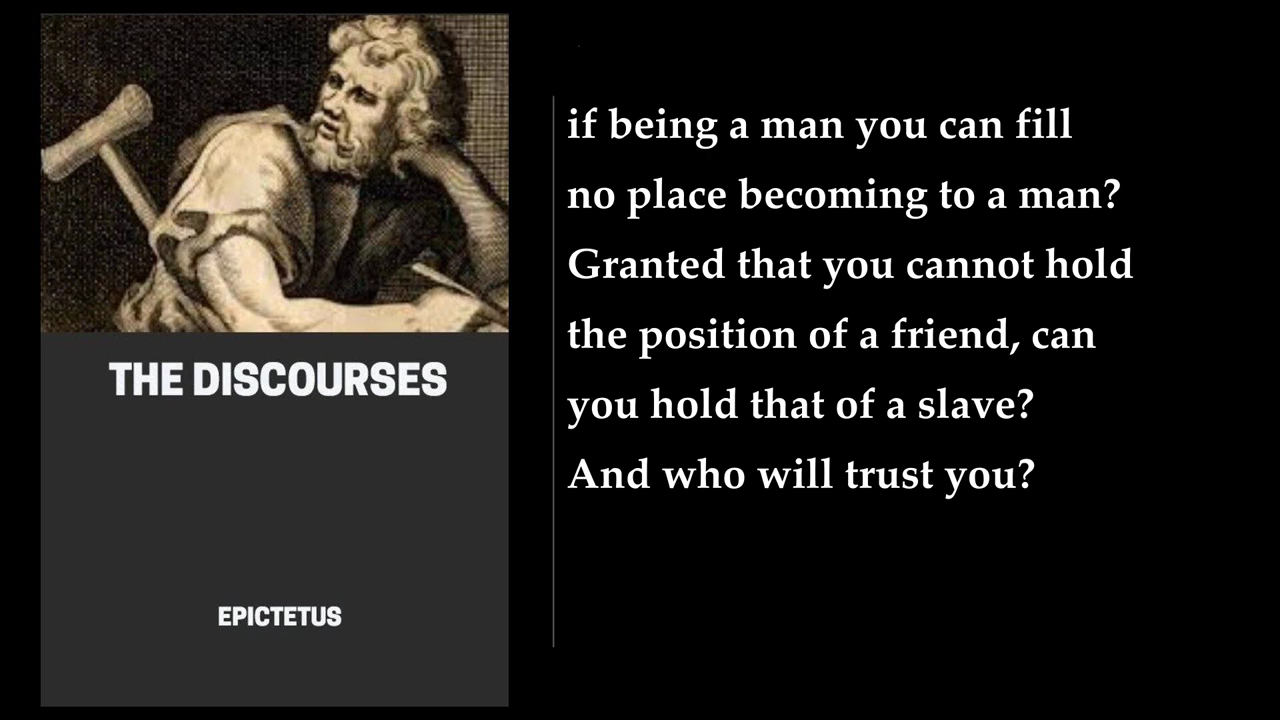 THE DISCOURSES
EPICTETUS
if being a man you can fill
no place becoming to a man?
Granted that you cannot hold
the position of a friend, can
you hold that of a slave?
And who will trust you?